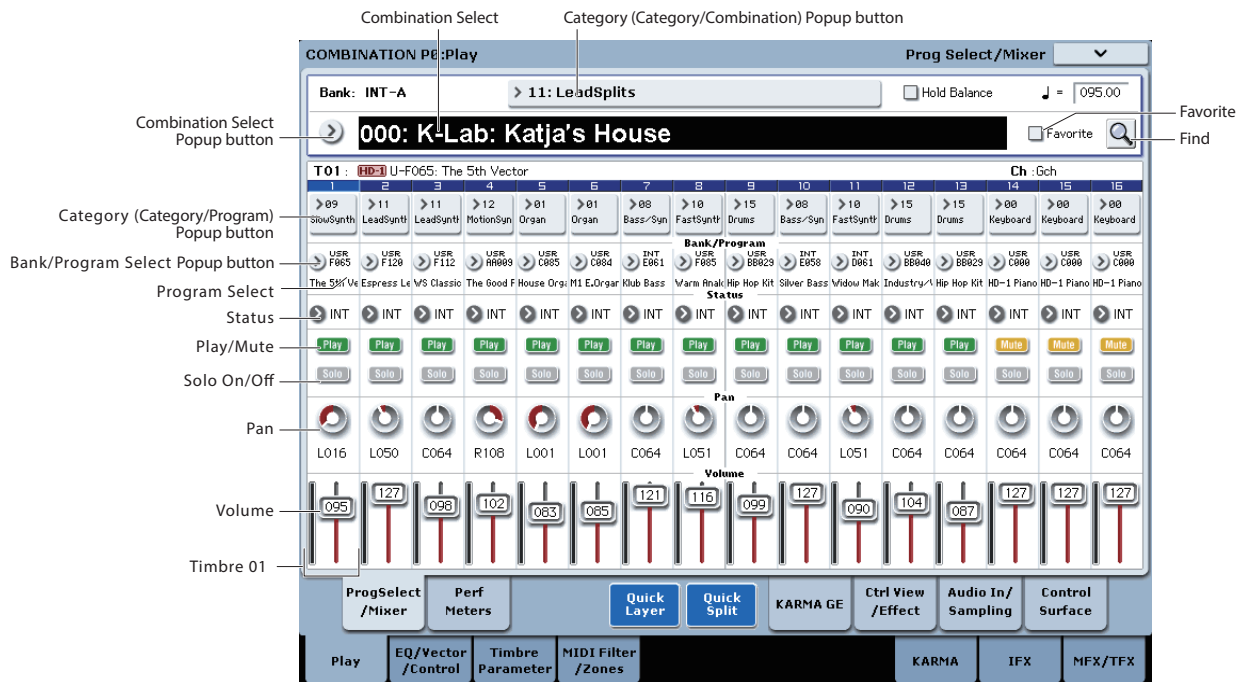 Combination Select
Category (Category/Combination) Popup button
COMBINATION P0:Play
Prog Select/Mixer
Bank: INT-A
11: LeadSplits
Hold Balance
♩ = 095.00
Combination Select
Popup button
000: K-Lab: Katja's House
Favorite
Favorite
Find
T01 : HD-1 U-F065: The 5th Vector
Ch :Gch
1 2 3 4 5 6 7 8 9 10 11 12 13 14 15 16
Category (Category/Program)
Popup button
>09 >11 >11 >12 >01 >01 >08 >10 >15 >08 >10 >15 >15 >00 >00 >00
SlowSynth LeadSynth LeadSynth MotionSyn Organ Organ Bass/Syn FastSynth Drums Bass/Syn FastSynth Drums Drums Keyboard Keyboard Keyboard
Bank/Program
Bank/Program Select Popup button
USR USR USR USR USR USR INT USR USR INT INT USR USR USR USR USR
F065 F120 F112 AA009 C085 C084 E061 F085 BB029 E058 D061 BB040 BB029 C000 C000 C000
Program Select
The 5th Ve Espress Le WS Classic The Good F House Orga M1 E.Organ Klub Bass Warm Analo Hip Hop Kit Silver Bass Widow Mak Industry/V Hip Hop Kit HD-1 Piano HD-1 Piano HD-1 Piano
Status
Status
INT INT INT INT INT INT INT INT INT INT INT INT INT INT INT INT
Play/Mute
Play Play Play Play Play Play Play Play Play Play Play Play Play Mute Mute Mute
Solo On/Off
Solo Solo Solo Solo Solo Solo Solo Solo Solo Solo Solo Solo Solo Solo Solo Solo
Pan
Pan
L016 L050 C064 R108 L001 L001 C064 L051 C064 C064 L051 C064 C064 C064 C064 C064
Volume
Volume
095 127 098 102 083 085 121 116 099 127 090 104 087 127 127 127
Timbre 01
ProgSelect
/Mixer
Perf
Meters
Quick
Layer
Quick
Split
KARMA GE
Ctrl View
/Effect
Audio In/
Sampling
Control
Surface
Play
EQ/Vector
/Control
Timbre
Parameter
MIDI Filter
/Zones
KARMA
IFX
MFX/TFX